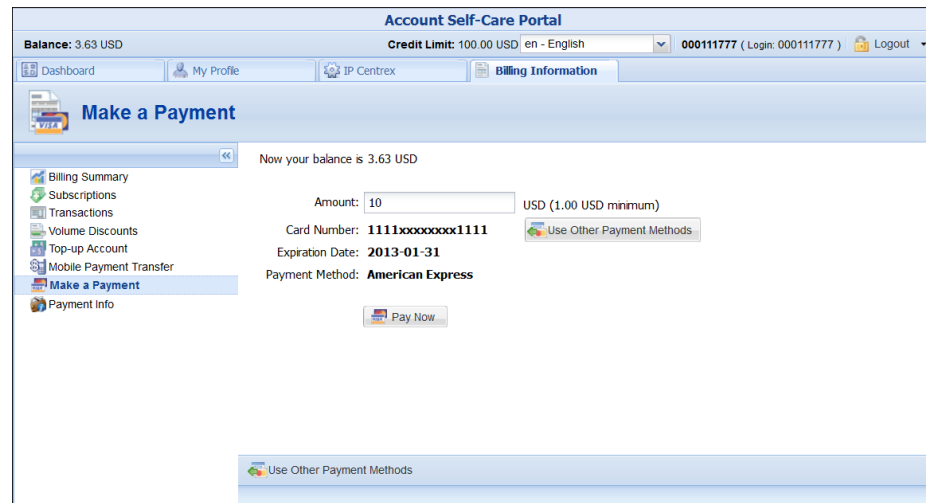 Account Self-Care Portal
Balance: 3.63 USD Credit Limit: 100.00 USD en - English 000111777 ( Login: 000111777 ) Logout
Dashboard My Profile IP Centrex Billing Information
VISA Make a Payment
Now your balance is 3.63 USD
Billing Summary
Subscriptions
Transactions
Volume Discounts
Top-up Account
Mobile Payment Transfer
Make a Payment
Payment Info
Amount: 10 USD (1.00 USD minimum)
Card Number: 1111xxxxxxxx1111 Use Other Payment Methods
Expiration Date: 2013-01-31
Payment Method: American Express
Pay Now
Use Other Payment Methods